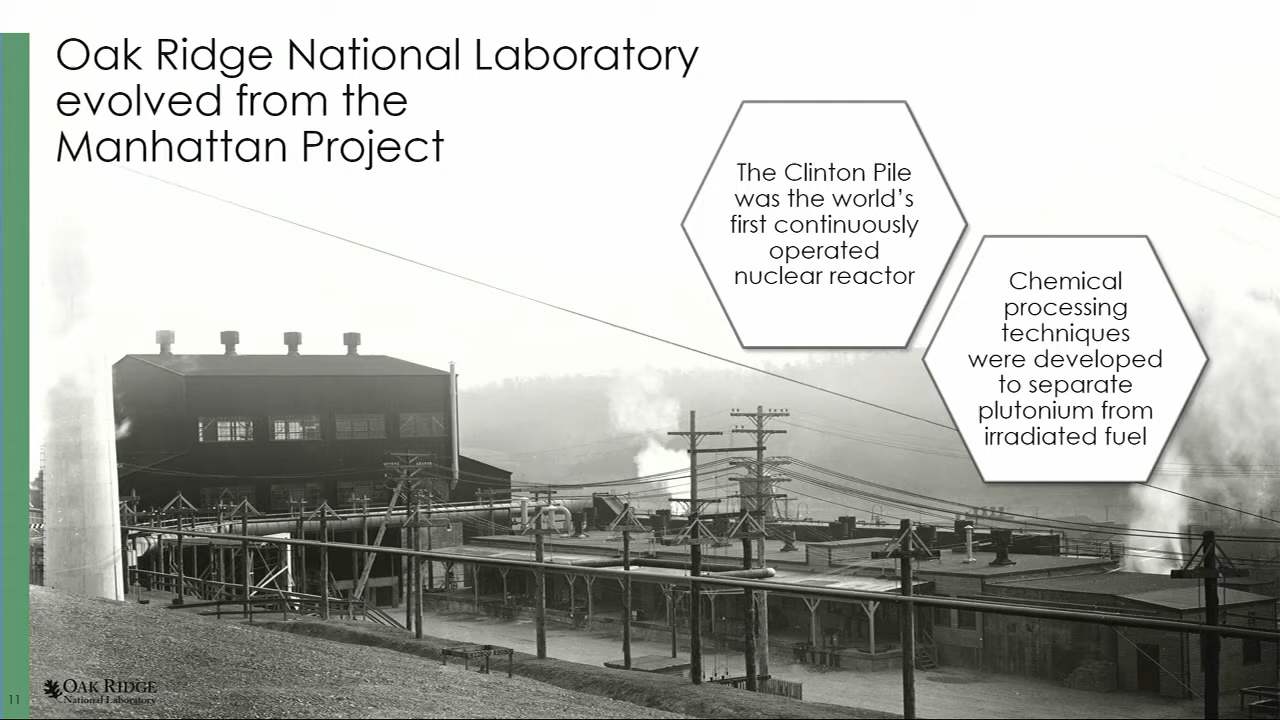 Oak Ridge National Laboratory
evolved from the
Manhattan Project
The Clinton Pile
was the world's
first continuously
operated
nuclear reactor
Chemical
processing
techniques
were developed
to separate
plutonium from
irradiated fuel
11
OAK RIDGE
National Laboratory